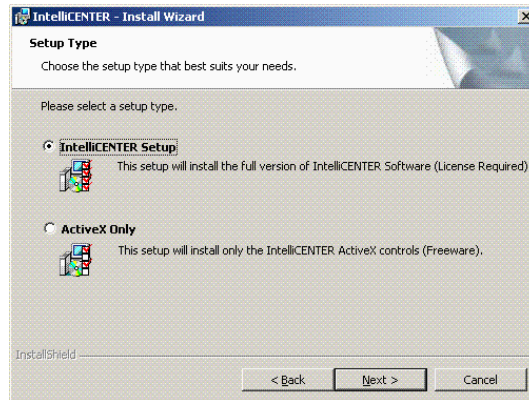 IntelliCENTER - Install Wizard
Setup Type
Choose the setup type that best suits your needs.
Please select a setup type.
IntelliCENTER Setup
This setup will install the full version of IntelliCENTER Software (License Required)
ActiveX Only
This setup will install only the IntelliCENTER ActiveX controls (Freeware).
InstallShield
< Back Next > Cancel